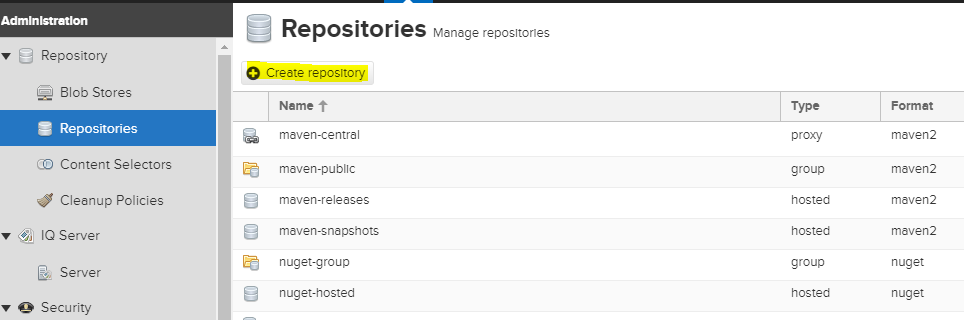 Administration
Repository
Blob Stores
Repositories
Content Selectors
Cleanup Policies
IQ Server
Server
Security
Repositories Manage repositories
Create repository
Name Type Format
maven-central proxy maven2
maven-public group maven2
maven-releases hosted maven2
maven-snapshots hosted maven2
nuget-group group nuget
nuget-hosted hosted nuget